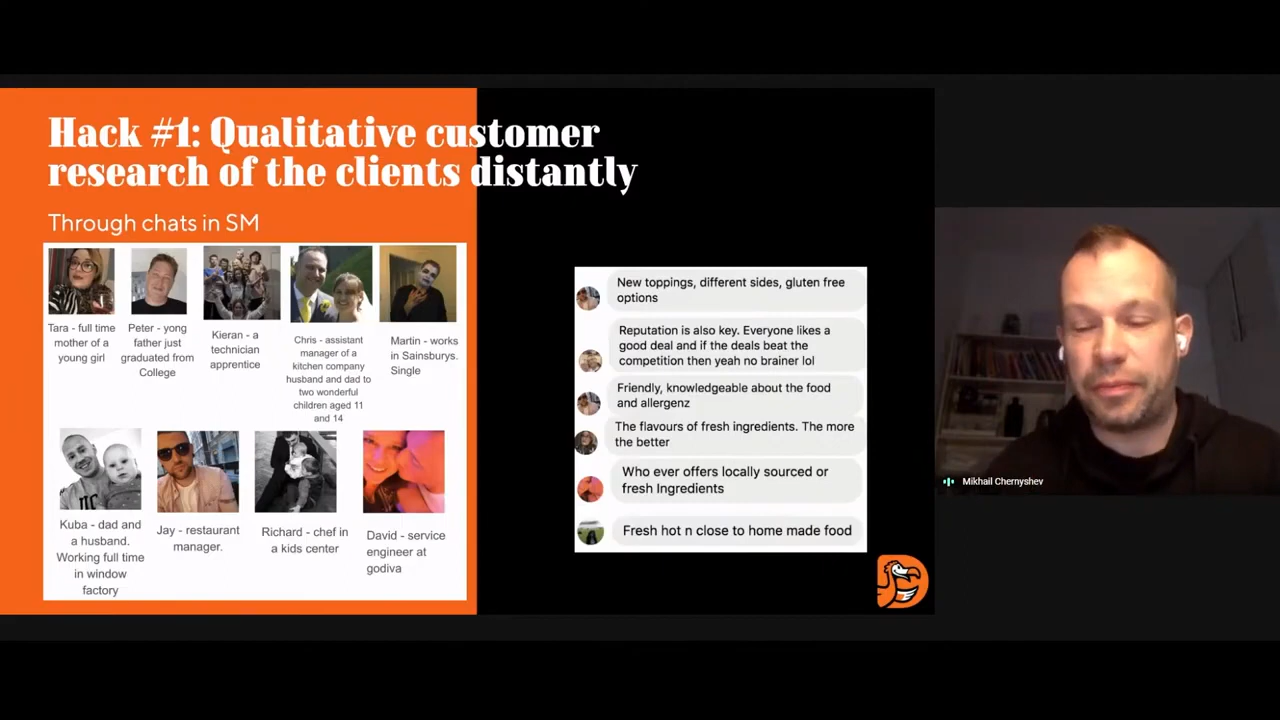 Hack #1: Qualitative customer
research of the clients distantly
Through chats in SM
Tara - full time
mother of a
young girl
Peter - yong
father just
graduated from
College
Kieran - a
technician
apprentice
Chris - assistant
manager of a
kitchen company
husband and dad to
two wonderful
children aged 11
and 14
Martin - works
in Sainsburys.
Single
Kuba - dad and
a husband.
Working full time
in window
factory
Jay - restaurant
manager.
Richard - chef in
a kids center
David - service
engineer at
godiva
New toppings, different sides, gluten free
options
Reputation is also key. Everyone likes a
good deal and if the deals beat the
competition then yeah no brainer lol
Friendly, knowledgeable about the food
and allergenz
The flavours of fresh ingredients. The more
the better
Who ever offers locally sourced or
fresh Ingredients
Fresh hot n close to home made food
Mikhail Chernyshev